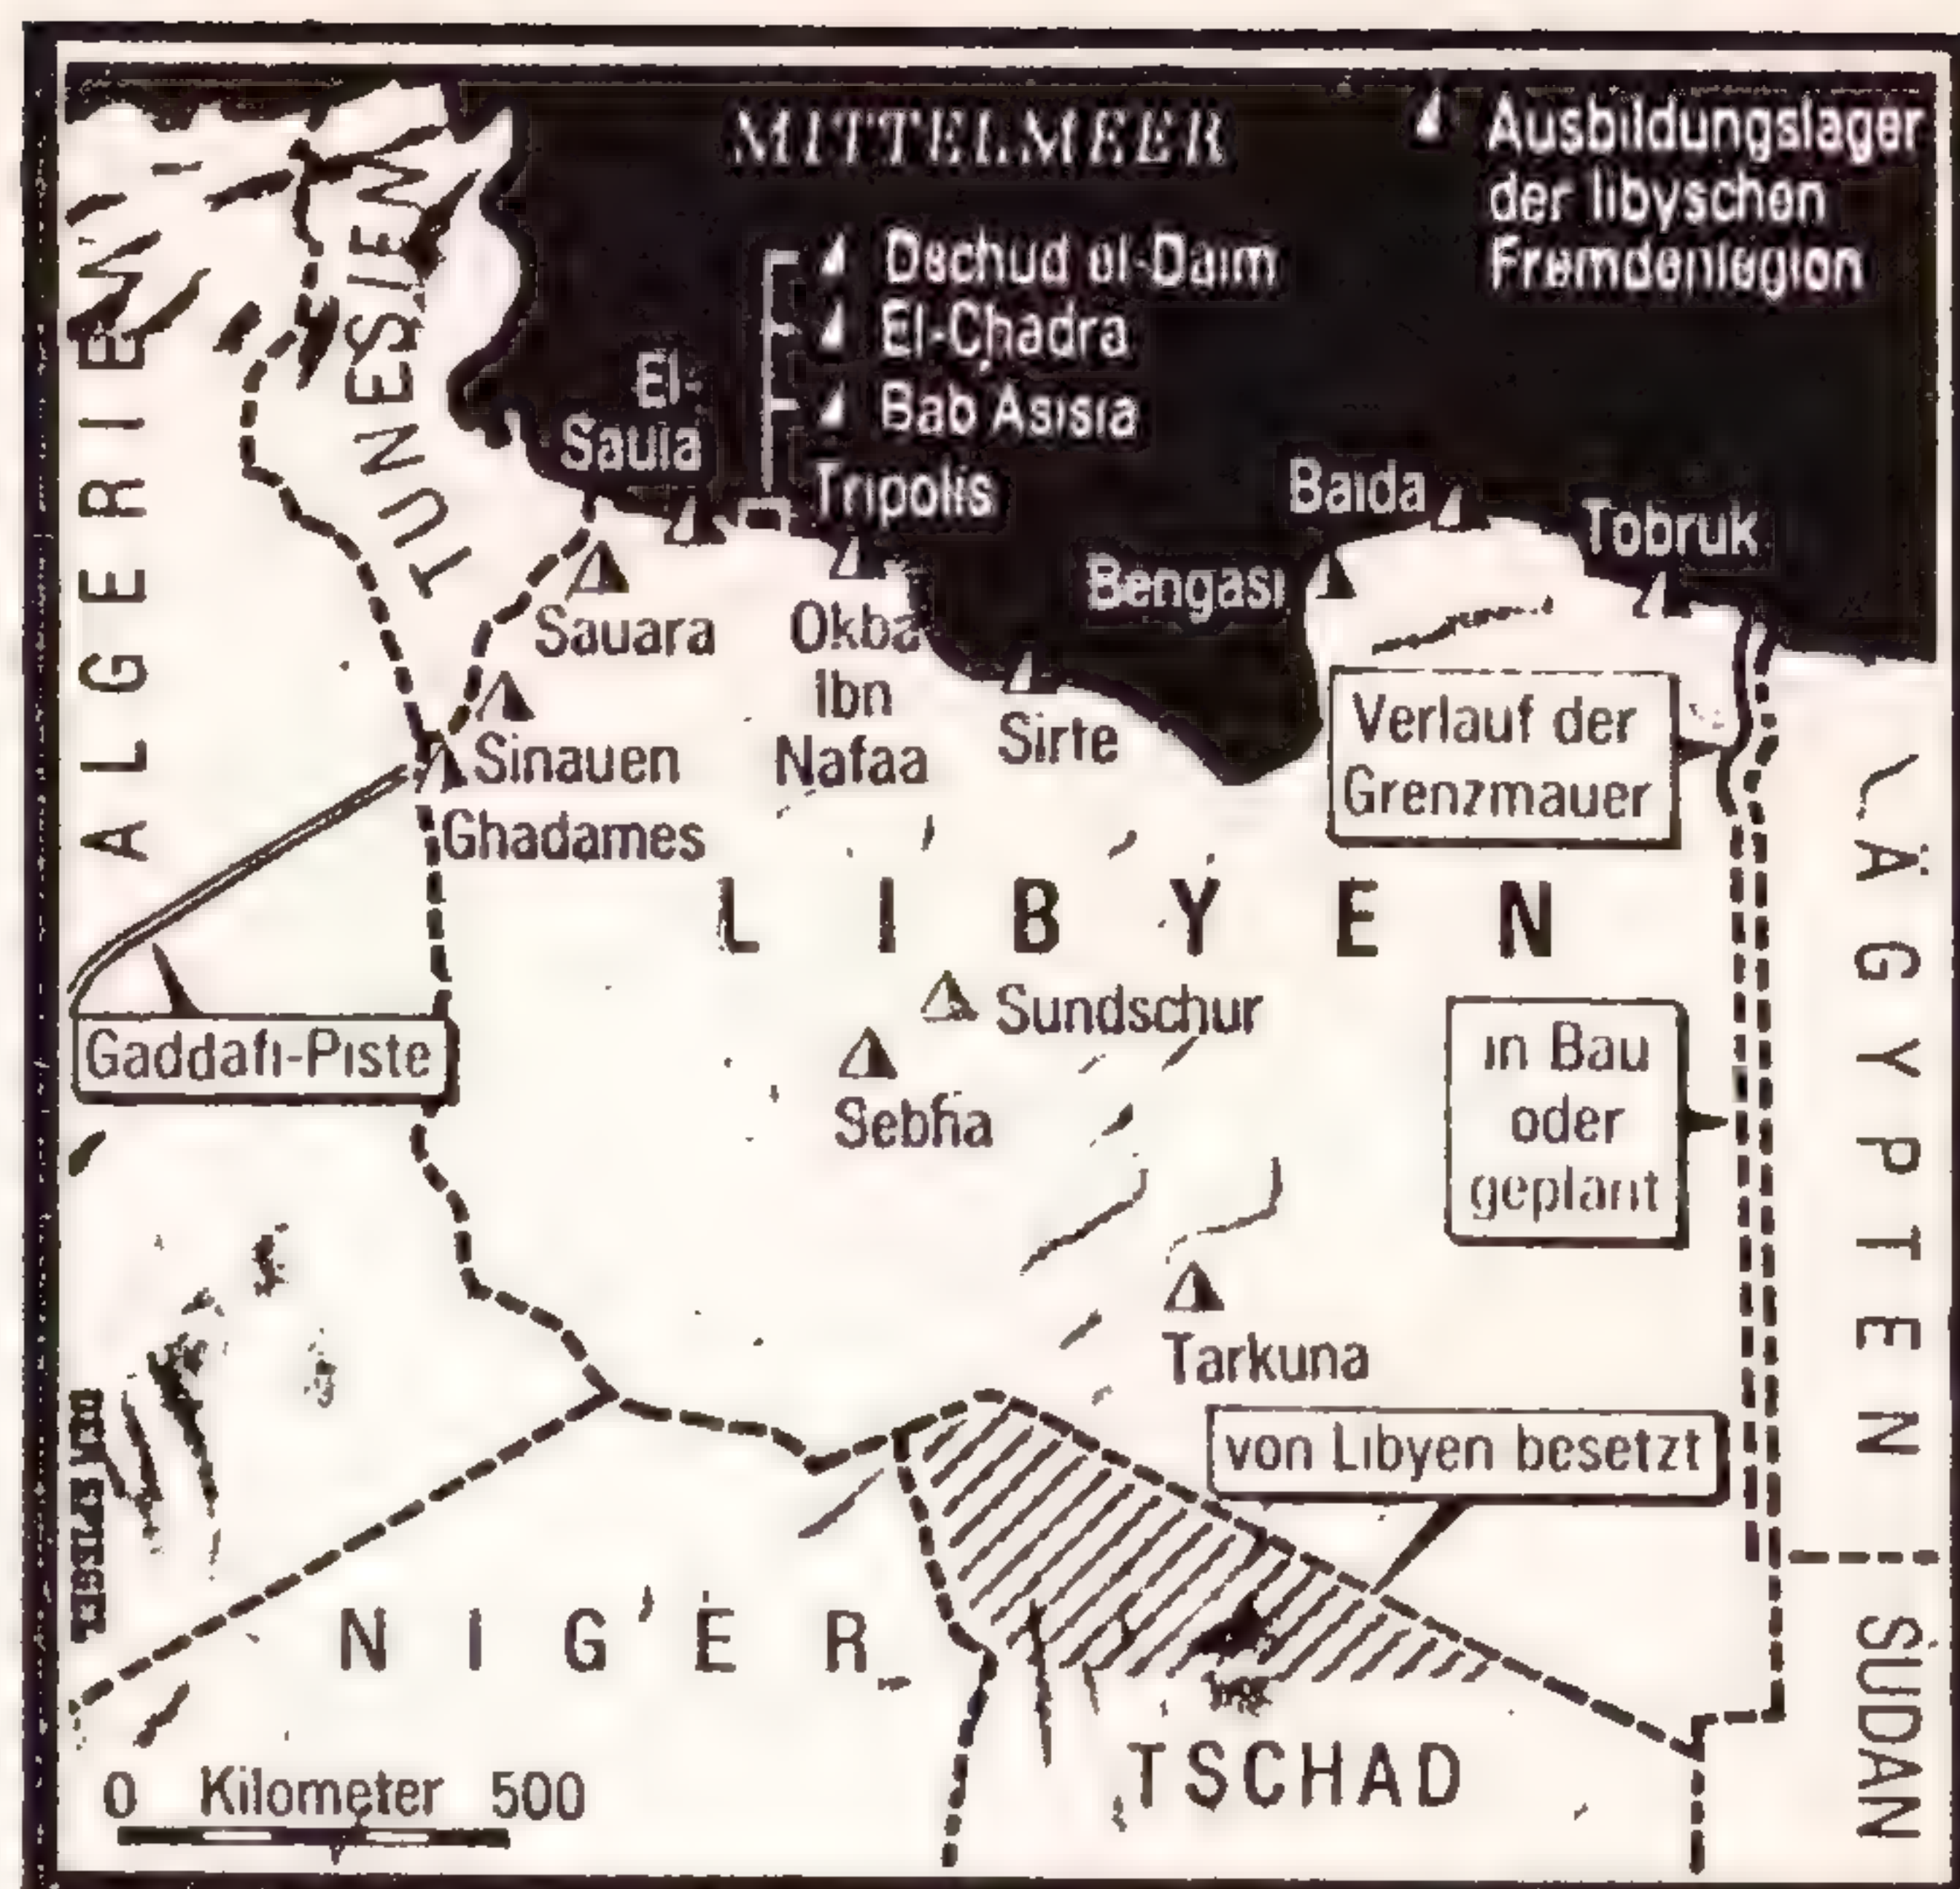 MITTELMEER
Ausbildungslager
der libyschen
Fremdenlegion
Dschud el-Daim
El-Chadra
Bab Asisia
Tripolis
El-
Sauia
Baida
Tobruk
Bengasi
ALGERIEN
TUNESIEN
Sauara
Okba
Ibn
Nafaa
Sirte
Sinauen
Ghadames
Verlauf der
Grenzmauer
LIBYEN
ÄGYPTEN
Gaddafi-Piste
Sundschur
Sebha
in Bau
oder
geplant
Tarkuna
von Libyen besetzt
DER SPIEGEL
NIGER
TSCHAD
SUDAN
0 Kilometer 500